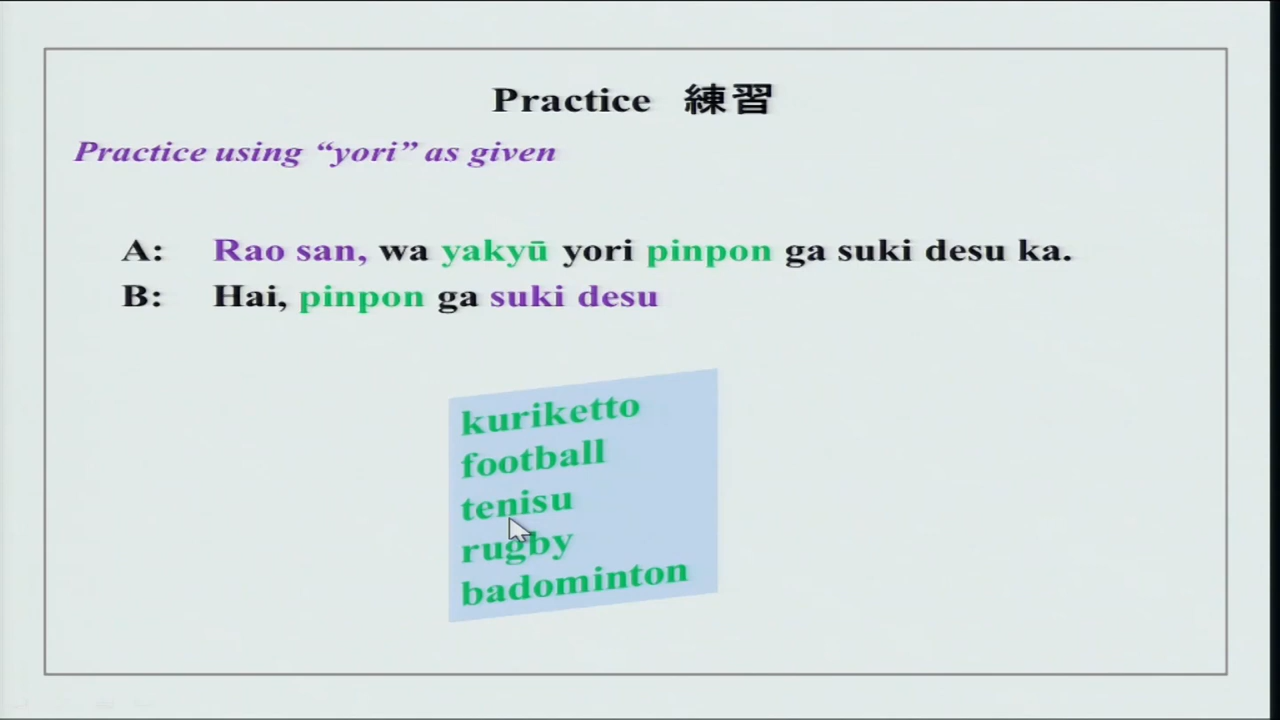 Practice 練習
Practice using “yori” as given
A: Rao san, wa yakyū yori pinpon ga suki desu ka.
B: Hai, pinpon ga suki desu
kuriketto
football
tenisu
rugby
badominton